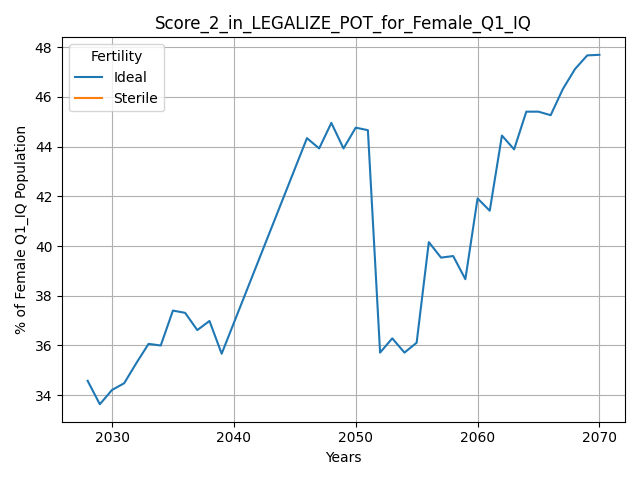 Score_2_in_LEGALIZE_POT_for_Female_Q1_IQ
Fertility
Ideal
Sterile
% of Female Q1_IQ Population
48
46
44
42
40
38
36
34
2030
2040
2050
2060
2070
Years